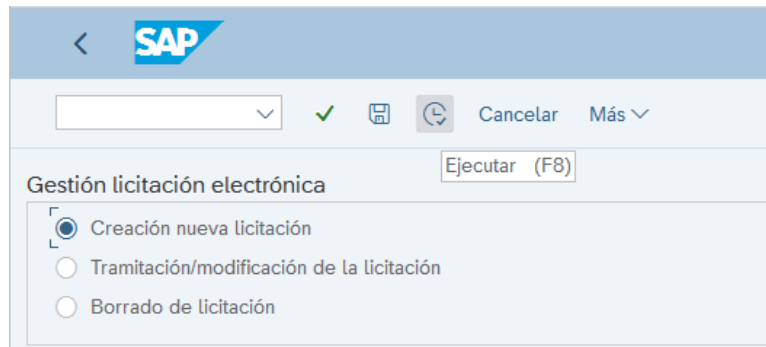 SAP
Cancelar Más
Ejecutar (F8)
Gestión licitación electrónica
Creación nueva licitación
Tramitación/modificación de la licitación
Borrado de licitación